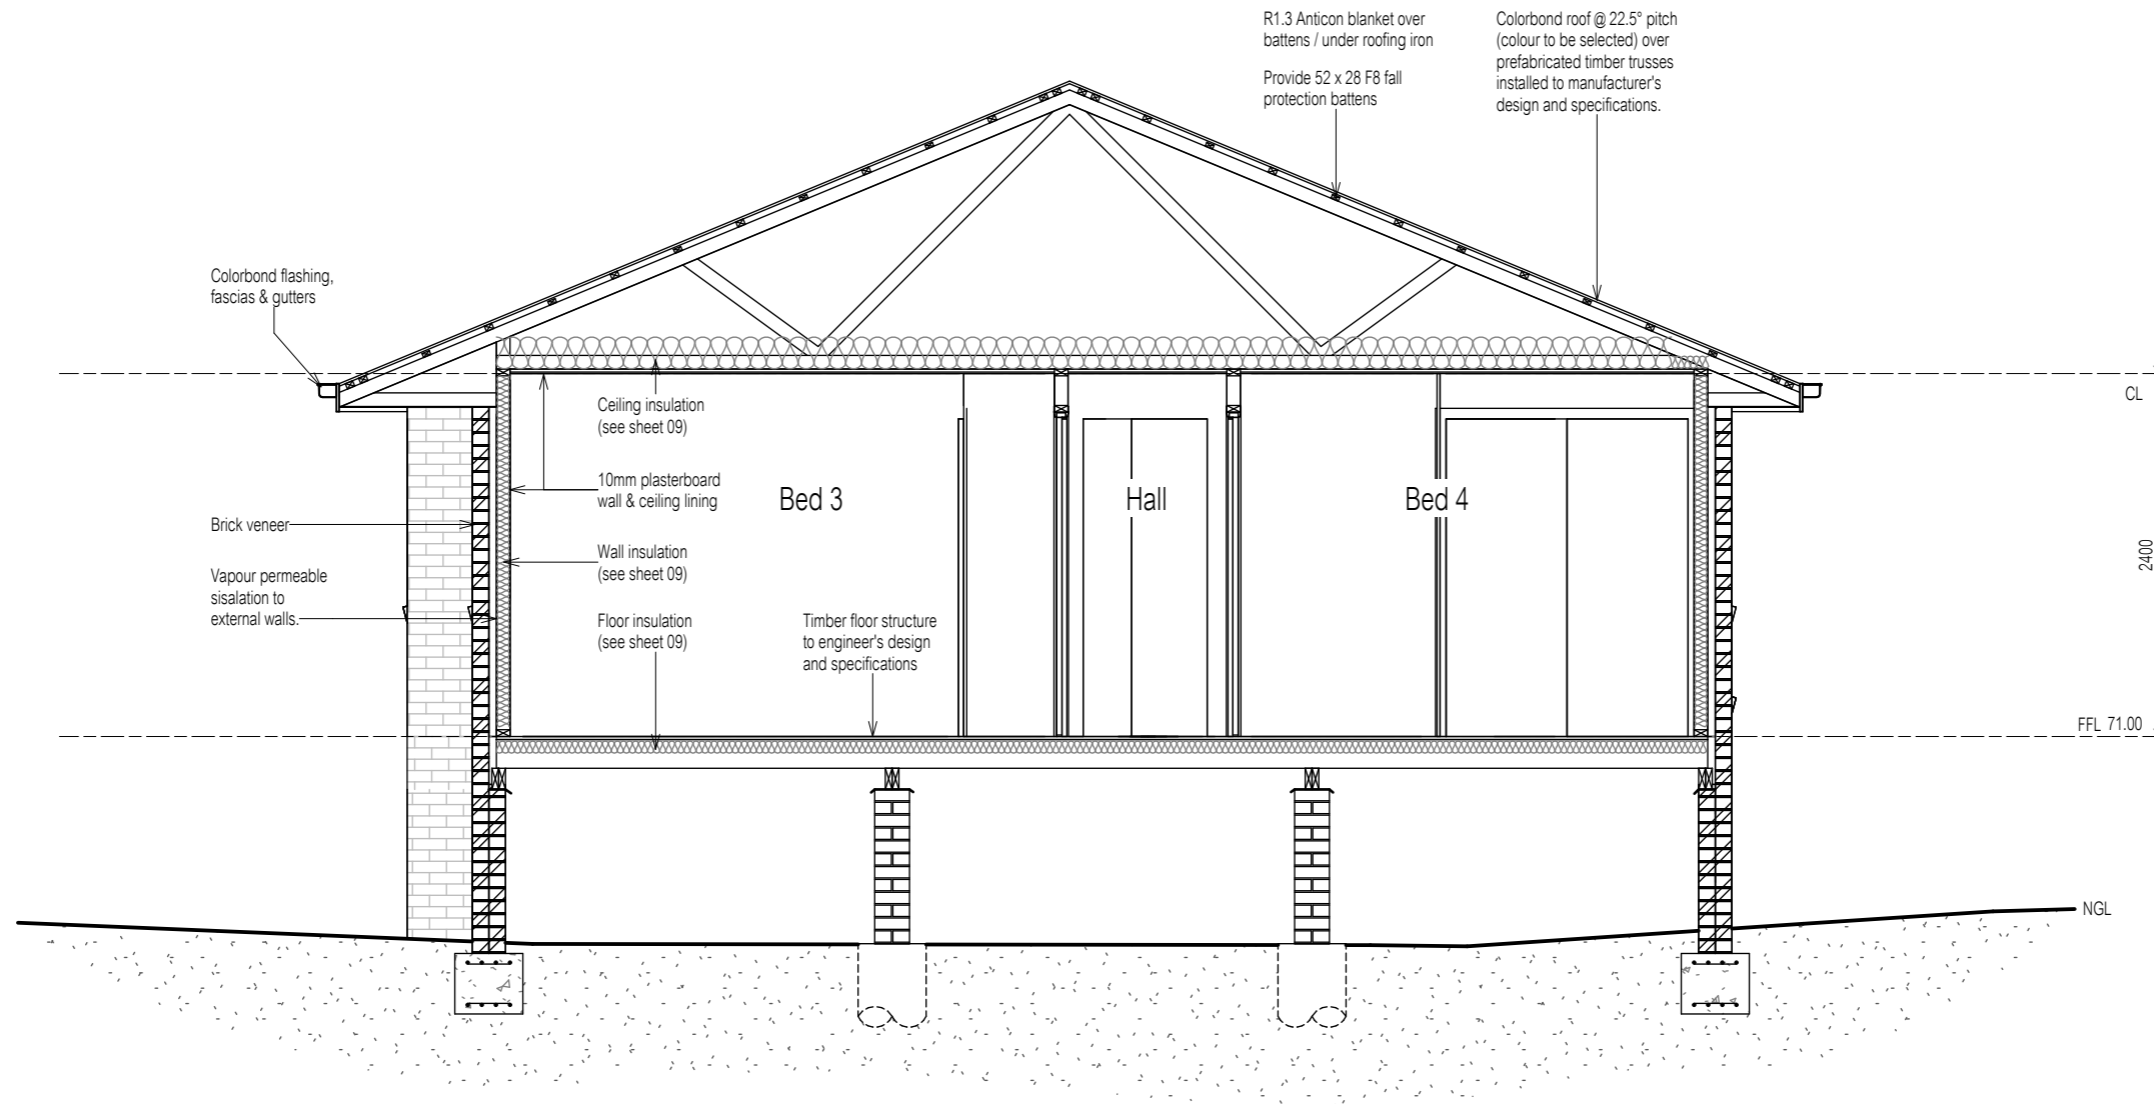 R1.3 Anticon blanket over
battens / under roofing iron
Provide 52 x 28 F8 fall
protection battens
Colorbond roof @ 22.5° pitch
(colour to be selected) over
prefabricated timber trusses
installed to manufacturer's
design and specifications.
Colorbond flashing,
fascias & gutters
CL
Ceiling insulation
(see sheet 09)
10mm plasterboard
wall & ceiling lining
Bed 3
Hall
Bed 4
Brick veneer
Wall insulation
(see sheet 09)
2400
Vapour permeable
sisalation to
external walls.
Floor insulation
(see sheet 09)
Timber floor structure
to engineer's design
and specifications
FFL 71.00
NGL